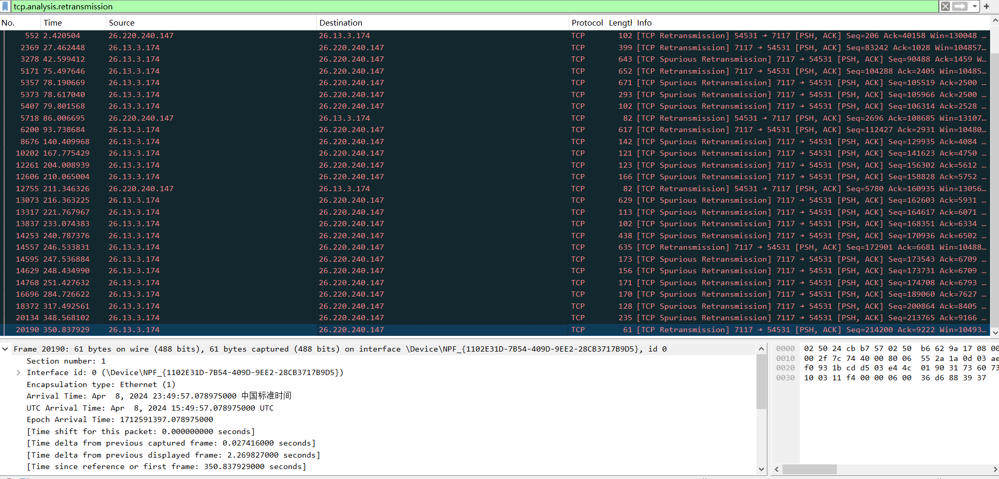 tcp.analysis.retransmission
No. Time Source Destination Protocol Length Info
552 2.420504 26.220.240.147 26.13.3.174 TCP 102 [TCP Retransmission] 54531 → 7117 [PSH, ACK] Seq=206 Ack=40158 Win=130048 …
2369 27.462448 26.13.3.174 26.220.240.147 TCP 399 [TCP Retransmission] 7117 → 54531 [PSH, ACK] Seq=83242 Ack=1028 Win=104857…
3278 42.599412 26.13.3.174 26.220.240.147 TCP 643 [TCP Spurious Retransmission] 7117 → 54531 [PSH, ACK] Seq=90488 Ack=1459 W…
5171 75.497646 26.13.3.174 26.220.240.147 TCP 652 [TCP Retransmission] 7117 → 54531 [PSH, ACK] Seq=104288 Ack=2405 Win=10485…
5357 78.190669 26.13.3.174 26.220.240.147 TCP 671 [TCP Spurious Retransmission] 7117 → 54531 [PSH, ACK] Seq=105519 Ack=2500 …
5373 78.617040 26.13.3.174 26.220.240.147 TCP 293 [TCP Spurious Retransmission] 7117 → 54531 [PSH, ACK] Seq=105966 Ack=2500 …
5407 79.801568 26.13.3.174 26.220.240.147 TCP 102 [TCP Spurious Retransmission] 7117 → 54531 [PSH, ACK] Seq=106314 Ack=2528 …
5718 86.006695 26.220.240.147 26.13.3.174 TCP 82 [TCP Retransmission] 54531 → 7117 [PSH, ACK] Seq=2696 Ack=108685 Win=13107…
6200 93.738684 26.13.3.174 26.220.240.147 TCP 617 [TCP Retransmission] 7117 → 54531 [PSH, ACK] Seq=112427 Ack=2931 Win=10480…
8676 140.409968 26.13.3.174 26.220.240.147 TCP 142 [TCP Spurious Retransmission] 7117 → 54531 [PSH, ACK] Seq=129935 Ack=4084 …
10202 167.775429 26.13.3.174 26.220.240.147 TCP 121 [TCP Spurious Retransmission] 7117 → 54531 [PSH, ACK] Seq=141623 Ack=4750 …
12261 204.008939 26.13.3.174 26.220.240.147 TCP 123 [TCP Spurious Retransmission] 7117 → 54531 [PSH, ACK] Seq=156302 Ack=5612 …
12606 210.065004 26.13.3.174 26.220.240.147 TCP 166 [TCP Spurious Retransmission] 7117 → 54531 [PSH, ACK] Seq=158828 Ack=5752 …
12755 211.346326 26.220.240.147 26.13.3.174 TCP 82 [TCP Retransmission] 54531 → 7117 [PSH, ACK] Seq=5780 Ack=160935 Win=13056…
13073 216.363225 26.13.3.174 26.220.240.147 TCP 629 [TCP Spurious Retransmission] 7117 → 54531 [PSH, ACK] Seq=162603 Ack=5931 …
13317 221.767967 26.13.3.174 26.220.240.147 TCP 113 [TCP Spurious Retransmission] 7117 → 54531 [PSH, ACK] Seq=164617 Ack=6071 …
13837 233.074383 26.13.3.174 26.220.240.147 TCP 102 [TCP Spurious Retransmission] 7117 → 54531 [PSH, ACK] Seq=168351 Ack=6334 …
14253 240.787376 26.13.3.174 26.220.240.147 TCP 438 [TCP Spurious Retransmission] 7117 → 54531 [PSH, ACK] Seq=170936 Ack=6502 …
14557 246.533831 26.13.3.174 26.220.240.147 TCP 635 [TCP Retransmission] 7117 → 54531 [PSH, ACK] Seq=172901 Ack=6681 Win=10488…
14595 247.536884 26.13.3.174 26.220.240.147 TCP 173 [TCP Spurious Retransmission] 7117 → 54531 [PSH, ACK] Seq=173543 Ack=6709 …
14629 248.434990 26.13.3.174 26.220.240.147 TCP 156 [TCP Spurious Retransmission] 7117 → 54531 [PSH, ACK] Seq=173731 Ack=6709 …
14768 251.427632 26.13.3.174 26.220.240.147 TCP 171 [TCP Spurious Retransmission] 7117 → 54531 [PSH, ACK] Seq=174708 Ack=6793 …
16696 284.726622 26.13.3.174 26.220.240.147 TCP 170 [TCP Spurious Retransmission] 7117 → 54531 [PSH, ACK] Seq=189060 Ack=7627 …
18372 317.492561 26.13.3.174 26.220.240.147 TCP 128 [TCP Spurious Retransmission] 7117 → 54531 [PSH, ACK] Seq=200864 Ack=8405 …
20134 348.568102 26.13.3.174 26.220.240.147 TCP 235 [TCP Spurious Retransmission] 7117 → 54531 [PSH, ACK] Seq=213765 Ack=9166 …
20190 350.837929 26.13.3.174 26.220.240.147 TCP 61 [TCP Retransmission] 7117 → 54531 [PSH, ACK] Seq=214200 Ack=9222 Win=10493…
Frame 20190: 61 bytes on wire (488 bits), 61 bytes captured (488 bits) on interface \Device\NPF_{1102E31D-7B54-409D-9EE2-28CB3717B9D5}, id 0
Section number: 1
Interface id: 0 (\Device\NPF_{1102E31D-7B54-409D-9EE2-28CB3717B9D5})
Encapsulation type: Ethernet (1)
Arrival Time: Apr  8, 2024 23:49:57.078975000 中国标准时间
UTC Arrival Time: Apr  8, 2024 15:49:57.078975000 UTC
Epoch Arrival Time: 1712591397.078975000
[Time shift for this packet: 0.000000000 seconds]
[Time delta from previous captured frame: 0.027416000 seconds]
[Time delta from previous displayed frame: 2.269827000 seconds]
[Time since reference or first frame: 350.837929000 seconds]
0000 02 50 24 cb b7 57 02 50 b6 62 9a 17 08 00
0010 00 2f 7c 74 40 00 80 06 55 2a 1a 0d 03 ae
0020 f0 93 1b cd d5 03 e4 4c 01 90 31 73 60 73
0030 10 03 11 f4 00 00 06 00 36 d6 88 39 37